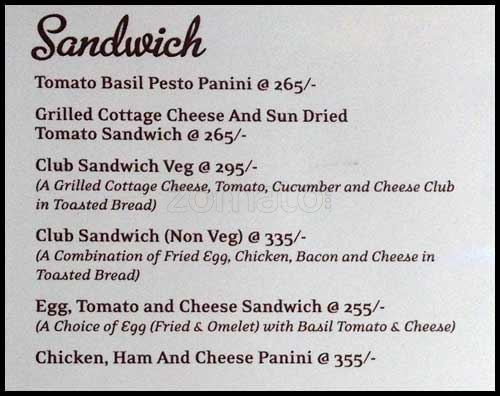 Sandwich
Tomato Basil Pesto Panini @ 265/-
Grilled Cottage Cheese And Sun Dried
Tomato Sandwich @ 265/-
Club Sandwich Veg @ 295/-
(A Grilled Cottage Cheese, Tomato, Cucumber and Cheese Club
in Toasted Bread)
zomato
Club Sandwich (Non Veg) @ 335/-
(A Combination of Fried Egg, Chicken, Bacon and Cheese in
Toasted Bread)
Egg, Tomato and Cheese Sandwich @ 255/-
(A Choice of Egg (Fried & Omelet) with Basil Tomato & Cheese)
Chicken, Ham And Cheese Panini @ 355/-